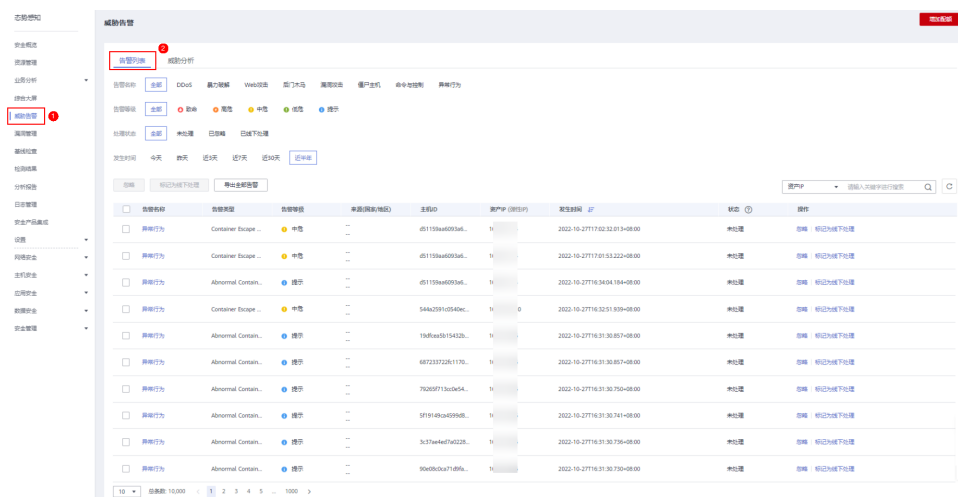 态势感知
安全概览
资源管理
业务分析
综合大屏
威胁告警 1
漏洞管理
基线检查
检测结果
分析报告
日志管理
安全产品集成
设置
网络安全
主机安全
应用安全
数据安全
安全管理
威胁告警 增加配额
2
告警列表 威胁分析
告警名称 全部 DDoS 暴力破解 Web攻击 后门木马 漏洞攻击 僵尸主机 命令与控制 异常行为
告警等级 全部 致命 高危 中危 低危 提示
处理状态 全部 未处理 已忽略 已线下处理
发生时间 今天 昨天 近3天 近7天 近30天 近半年
忽略 标记为线下处理 导出全部告警 资产IP 请输入关键字进行搜索
告警名称 告警类型 告警等级 来源(国家/地区) 主机ID 资产IP (弹性IP) 发生时间 状态 操作
异常行为 Container Escape ... 中危 -- d51159aa6093a6... 2022-10-27T17:02:32.013+08:00 未处理 忽略 标记为线下处理
异常行为 Container Escape ... 中危 -- d51159aa6093a6... 2022-10-27T17:01:53.222+08:00 未处理 忽略 标记为线下处理
异常行为 Abnormal Contain... 中危 -- d51159aa6093a6... 2022-10-27T16:34:04.184+08:00 未处理 忽略 标记为线下处理
异常行为 Container Escape ... 中危 -- 544a2591c0540ec... 2022-10-27T16:32:51.939+08:00 未处理 忽略 标记为线下处理
异常行为 Abnormal Contain... 提示 -- 19dfcea5b15432b... 2022-10-27T16:31:30.857+08:00 未处理 忽略 标记为线下处理
异常行为 Abnormal Contain... 提示 -- 687233722fc1170... 2022-10-27T16:31:30.857+08:00 未处理 忽略 标记为线下处理
异常行为 Abnormal Contain... 提示 -- 79265f713cc0e54... 2022-10-27T16:31:30.750+08:00 未处理 忽略 标记为线下处理
异常行为 Abnormal Contain... 提示 -- 5f19149ca4599d8... 2022-10-27T16:31:30.741+08:00 未处理 忽略 标记为线下处理
异常行为 Abnormal Contain... 提示 -- 3c37ae4ed7a0228... 2022-10-27T16:31:30.736+08:00 未处理 忽略 标记为线下处理
异常行为 Abnormal Contain... 提示 -- 90e08c0ca71d9fa... 2022-10-27T16:31:30.730+08:00 未处理 忽略 标记为线下处理
10 总条数: 10,000 < 1 2 3 4 5 ... 1000 >